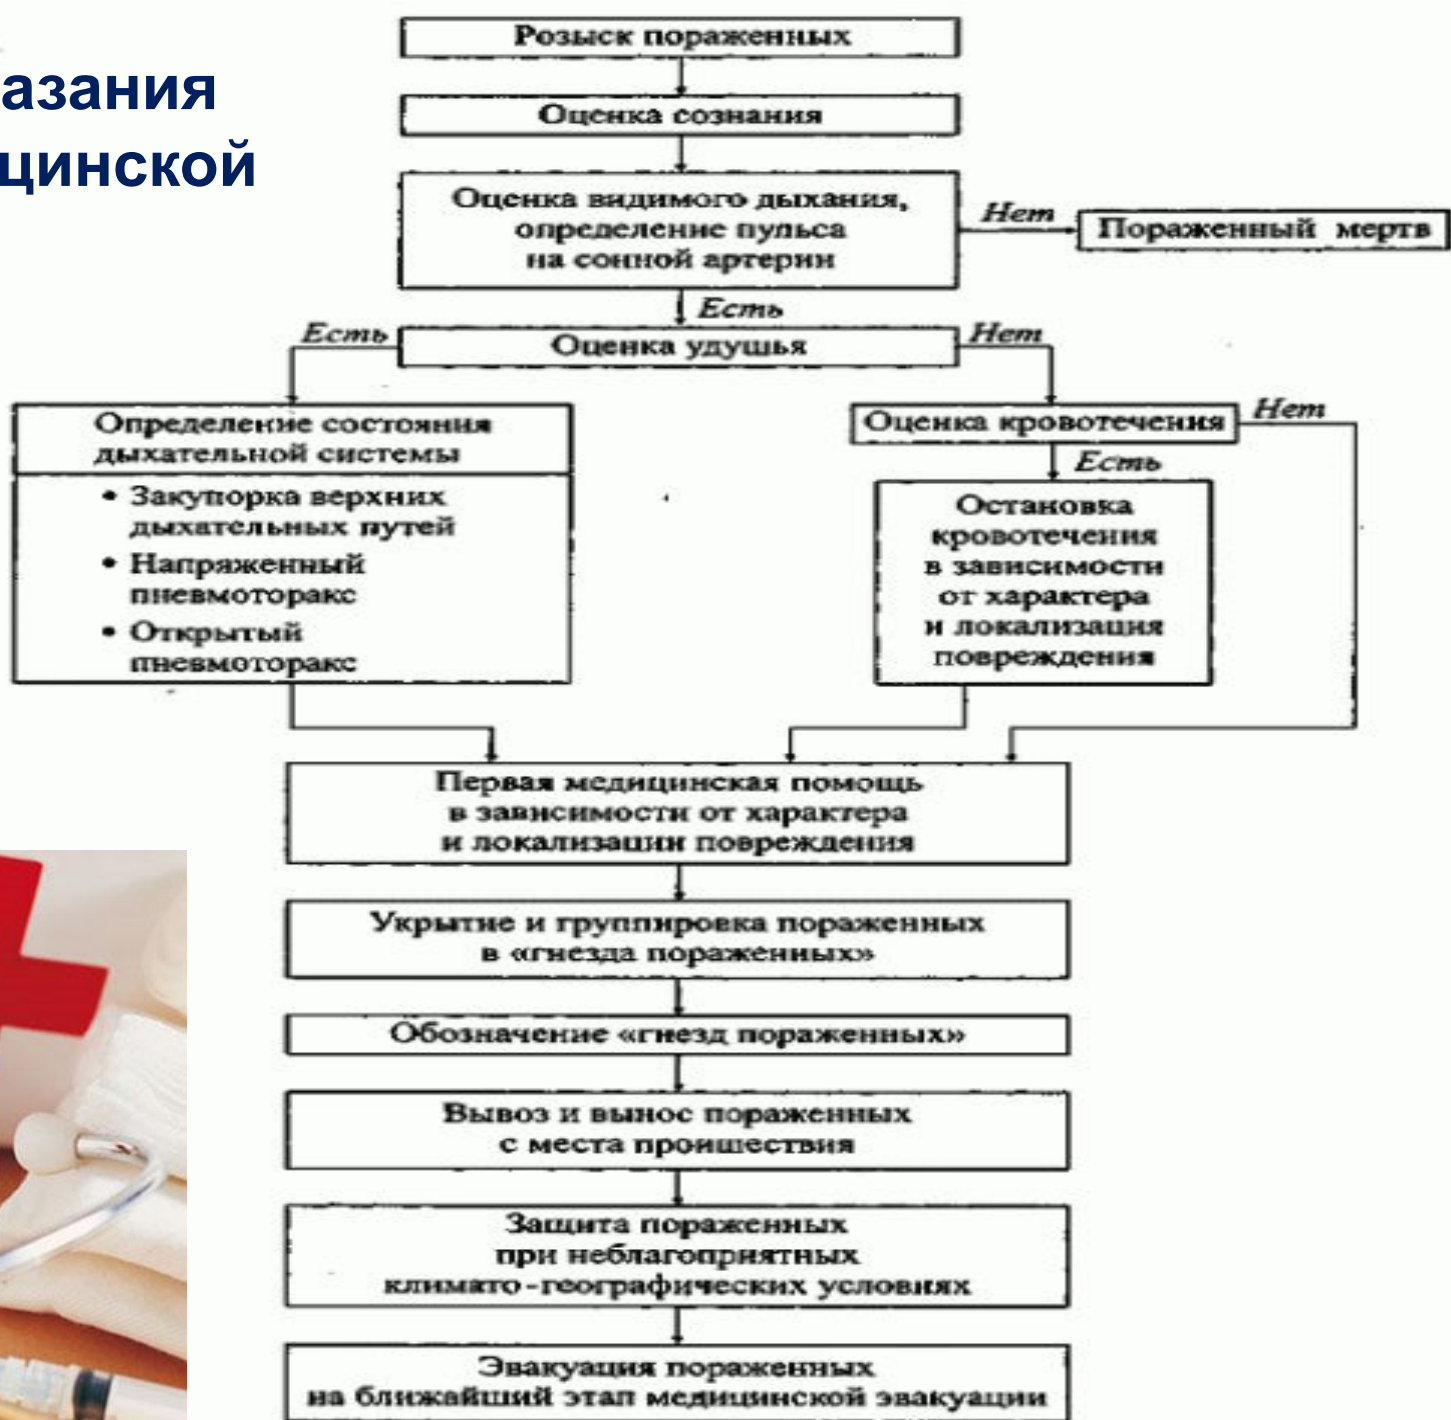 азания
цинской
Розыск пораженных
Оценка сознания
Оценка видимого дыхания,
определение пульса
на сонной артерии
Нет
Пораженный мертв
Есть
Есть
Оценка удушья
Нет
Определение состояния
дыхательной системы
• Закупорка верхних
дыхательных путей
• Напряженный
пневмоторакс
• Открытый
пневмоторакс
Оценка кровотечения
Нет
Есть
Остановка
кровотечения
в зависимости
от характера
и локализация
повреждения
Первая медицинская помощь
в зависимости от характера
и локализации повреждения
Укрытие и группировка пораженных
в «гнезда пораженных»
Обозначение «гнезд пораженных»
Вывоз и вынос пораженных
с места происшествия
Защита пораженных
при неблагоприятных
климато-географических условиях
Эвакуация пораженных
на ближайший этап медицинской эвакуации